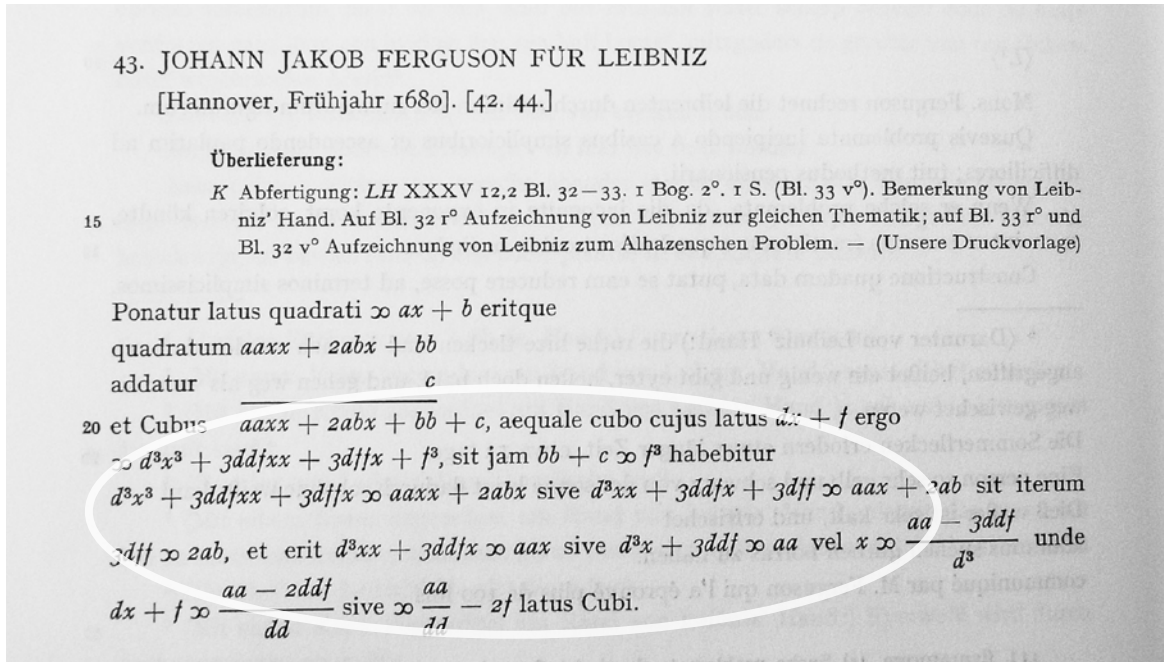 43. JOHANN JAKOB FERGUSON FÜR LEIBNIZ
[Hannover, Frühjahr 1680]. [42. 44.]
Überlieferung:
K Abfertigung: LH XXXV 12,2 Bl. 32–33. 1 Bog. 2°. 1 S. (Bl. 33 v°). Bemerkung von Leib-
15 niz’ Hand. Auf Bl. 32 r° Aufzeichnung von Leibniz zur gleichen Thematik; auf Bl. 33 r° und
Bl. 32 v° Aufzeichnung von Leibniz zum Alhazenschen Problem. — (Unsere Druckvorlage)
Ponatur latus quadrati ∞ ax + b eritque
quadratum aaxx + 2abx + bb
addatur c
20 et Cubus aaxx + 2abx + bb + c, aequale cubo cujus latus dx + f ergo
∞ d³x³ + 3ddfxx + 3dffx + f³, sit jam bb + c ∞ f³ habebitur
d³x³ + 3ddfxx + 3dffx ∞ aaxx + 2abx sive d³xx + 3ddfx + 3dff ∞ aax + 2ab sit iterum
3dff ∞ 2ab, et erit d³xx + 3ddfx ∞ aax sive d³x + 3ddf ∞ aa vel x ∞ (aa — 3ddf)/d³ unde
dx + f ∞ (aa — 2ddf)/dd sive ∞ aa/dd — 2f latus Cubi.